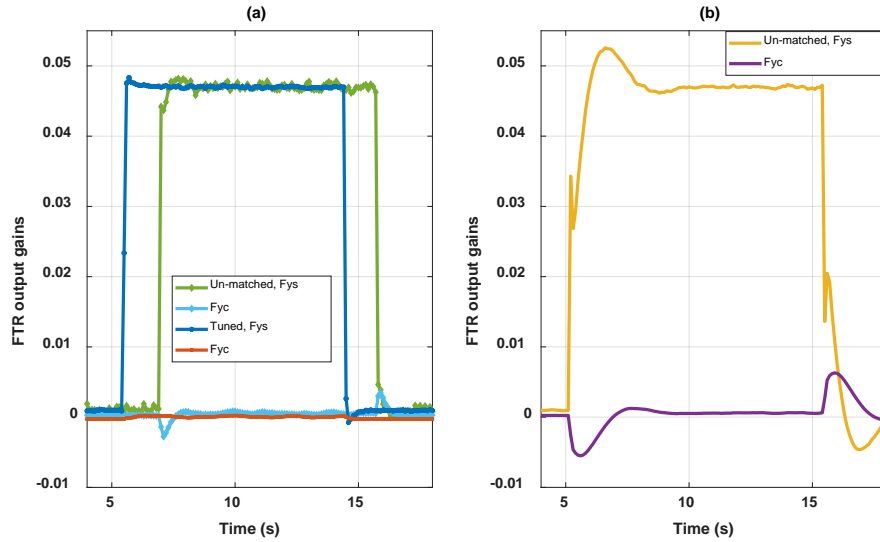 (a)
FTR output gains
0.05
0.04
0.03
0.02
0.01
0
-0.01
5
10
15
Time (s)
Un-matched, Fys
Fyc
Tuned, Fys
Fyc
(b)
FTR output gains
0.05
0.04
0.03
0.02
0.01
0
-0.01
5
10
15
Time (s)
Un-matched, Fys
Fyc